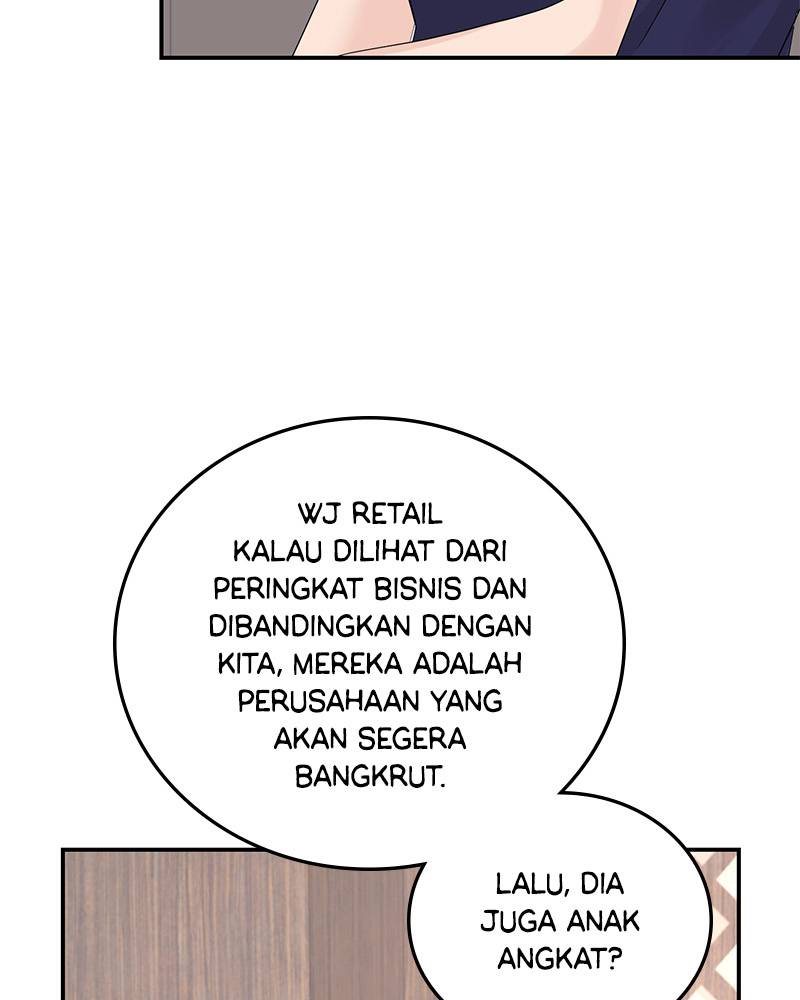 WJ RETAIL
KALAU DILIHAT DARI
PERINGKAT BISNIS DAN
DIBANDINGKAN DENGAN
KITA, MEREKA ADALAH
PERUSAHAAN YANG
AKAN SEGERA
BANGKRUT.
LALU, DIA
JUGA ANAK
ANGKAT?